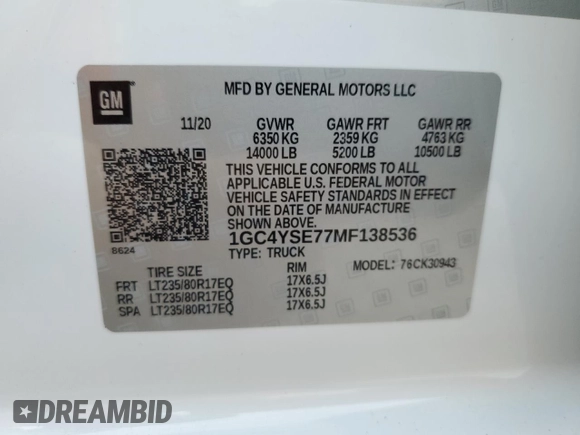 GM
MFD BY GENERAL MOTORS LLC
11/20 GVWR GAWR FRT GAWR RR
6350 KG 2359 KG 4763 KG
14000 LB 5200 LB 10500 LB
THIS VEHICLE CONFORMS TO ALL
APPLICABLE U.S. FEDERAL MOTOR
VEHICLE SAFETY STANDARDS IN EFFECT
ON THE DATE OF MANUFACTURE
SHOWN ABOVE.
8624
1GC4YSE77MF138536
TYPE: TRUCK MODEL: 76CK30943
TIRE SIZE RIM
FRT LT235/80R17EQ 17X6.5J
RR LT235/80R17EQ 17X6.5J
SPA LT235/80R17EQ 17X6.5J
DREAMBID